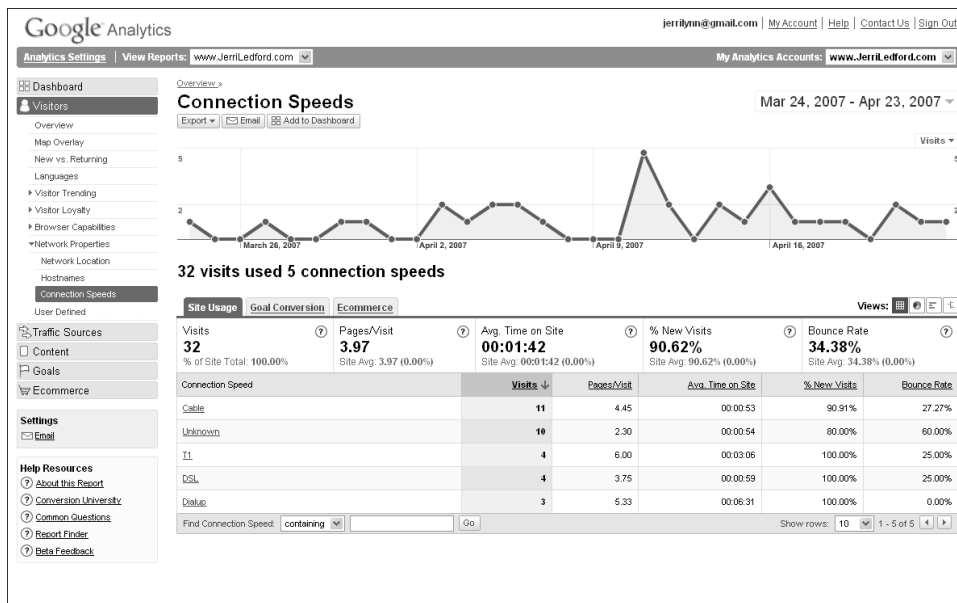 Google Analytics
jerrilynn@gmail.com | My Account | Help | Contact Us | Sign Out
Analytics Settings | View Reports: www.JerriLedford.com
My Analytics Accounts: www.JerriLedford.com
Dashboard
Visitors
Overview
Map Overlay
New vs. Returning
Languages
Visitor Trending
Visitor Loyalty
Browser Capabilities
Network Properties
Network Location
Hostnames
Connection Speeds
User Defined
Traffic Sources
Content
Goals
Ecommerce
Settings
Email
Help Resources
About this Report
Conversion University
Common Questions
Report Finder
Beta Feedback
Overview »
Connection Speeds
Mar 24, 2007 - Apr 23, 2007
Export Email Add to Dashboard
Visits
5 5
2 2
March 26, 2007 April 2, 2007 April 9, 2007 April 16, 2007
32 visits used 5 connection speeds
Site Usage Goal Conversion Ecommerce Views:
Visits ? Pages/Visit ? Avg. Time on Site ? % New Visits ? Bounce Rate ?
32 3.97 00:01:42 90.62% 34.38%
% of Site Total: 100.00% Site Avg: 3.97 (0.00%) Site Avg: 00:01:42 (0.00%) Site Avg: 90.62% (0.00%) Site Avg: 34.38% (0.00%)
Connection Speed Visits ↓ Pages/Visit Avg. Time on Site % New Visits Bounce Rate
Cable 11 4.45 00:00:53 90.91% 27.27%
Unknown 10 2.30 00:00:54 80.00% 60.00%
T1 4 6.00 00:03:06 100.00% 25.00%
DSL 4 3.75 00:00:59 100.00% 25.00%
Dialup 3 5.33 00:06:31 100.00% 0.00%
Find Connection Speed: containing Go Show rows: 10 1 - 5 of 5